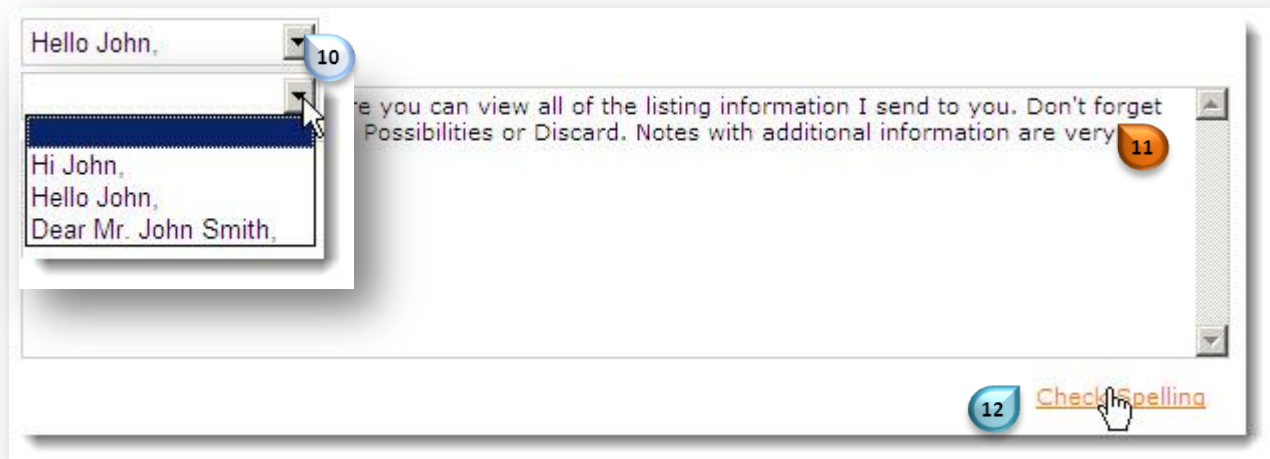 Hello John,
10
re you can view all of the listing information I send to you. Don't forget
Possibilities or Discard. Notes with additional information are very
11
Hi John,
Hello John,
Dear Mr. John Smith,
12
Check Spelling